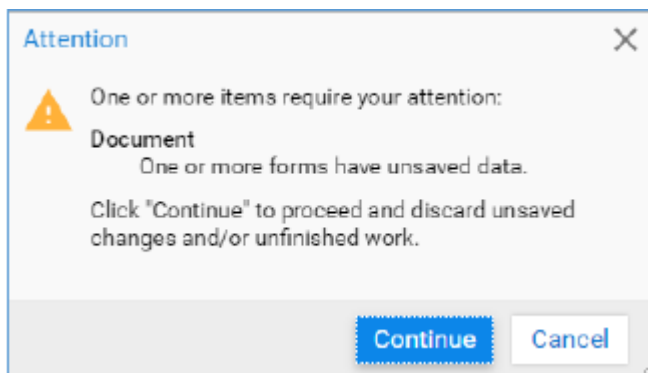 Attention
One or more items require your attention:
Document
One or more forms have unsaved data.
Click "Continue" to proceed and discard unsaved
changes and/or unfinished work.
Continue
Cancel